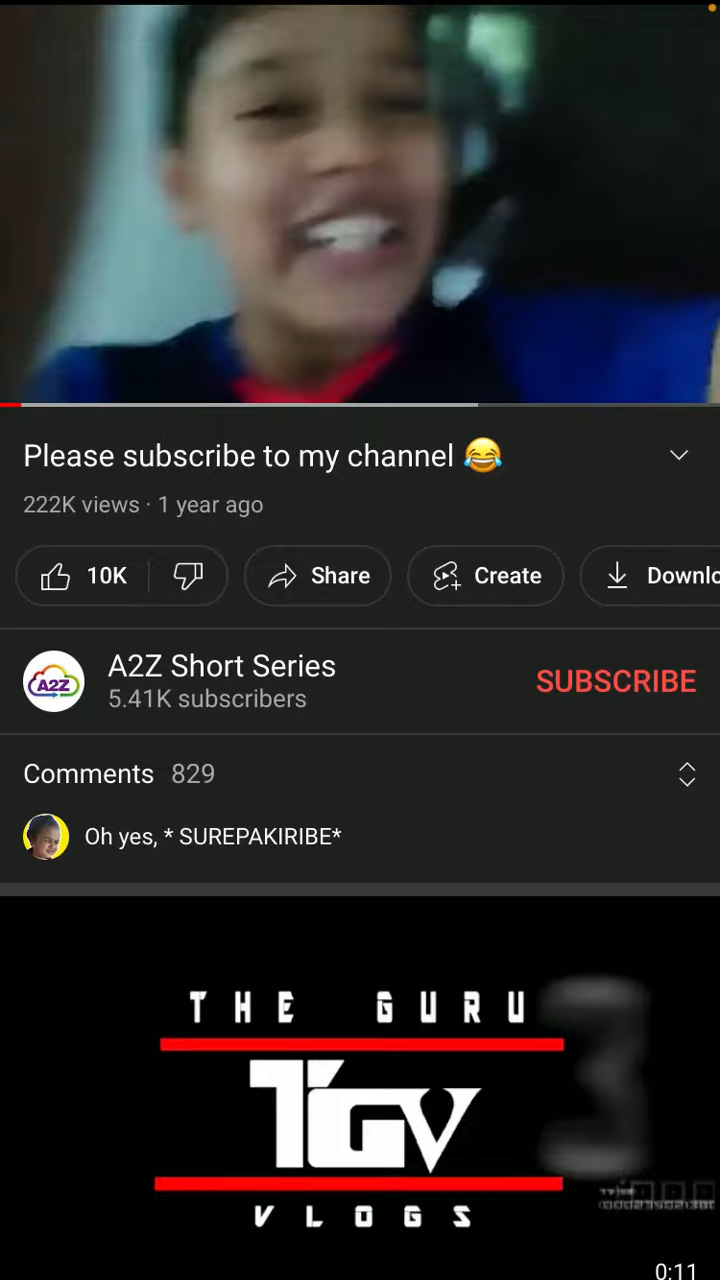 Please subscribe to my channel 😂
222K views · 1 year ago
10K
Share
Create
Downlo
A2Z
A2Z Short Series
5.41K subscribers
SUBSCRIBE
Comments 829
Oh yes, * SUREPAKIRIBE*
THE GURU
TGV
VLOGS
3
0:11